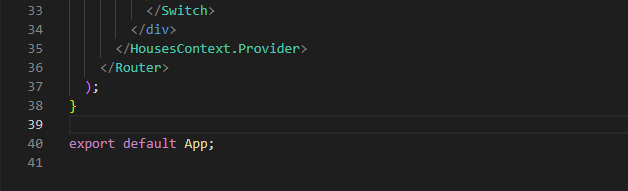 33 </Switch>
34 </div>
35 </HousesContext.Provider>
36 </Router>
37 );
38 }
39
40 export default App;
41